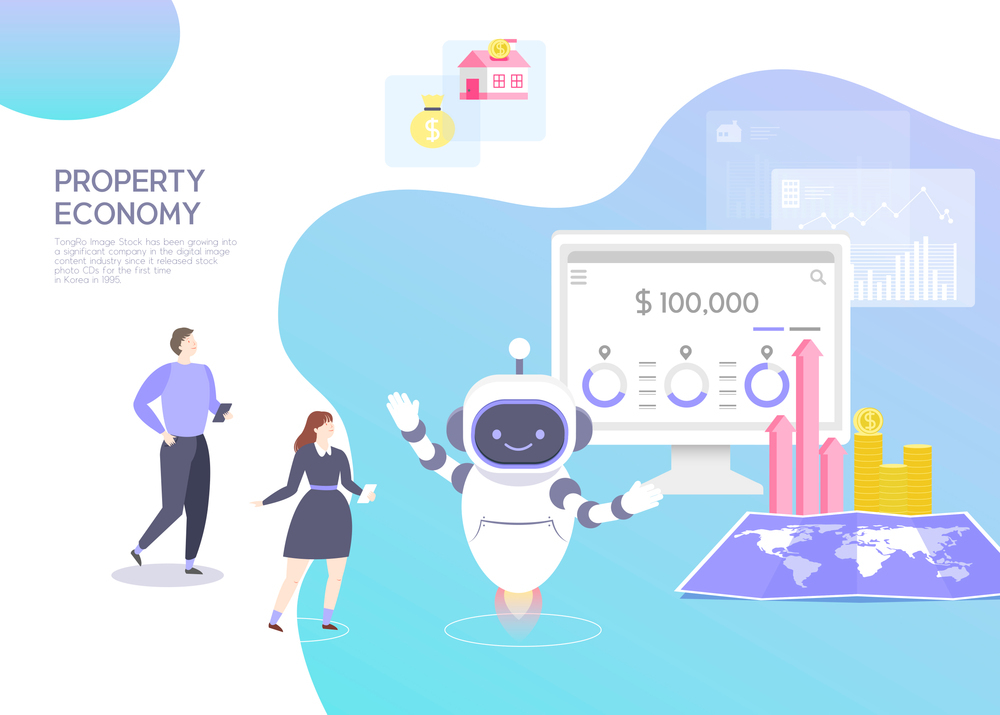 PROPERTY
ECONOMY
TongRo Image Stock has been growing into
a significant company in the digital image
content industry since it released stock
photo CDs for the first time
in Korea in 1995.
$
$
$ 100,000
$